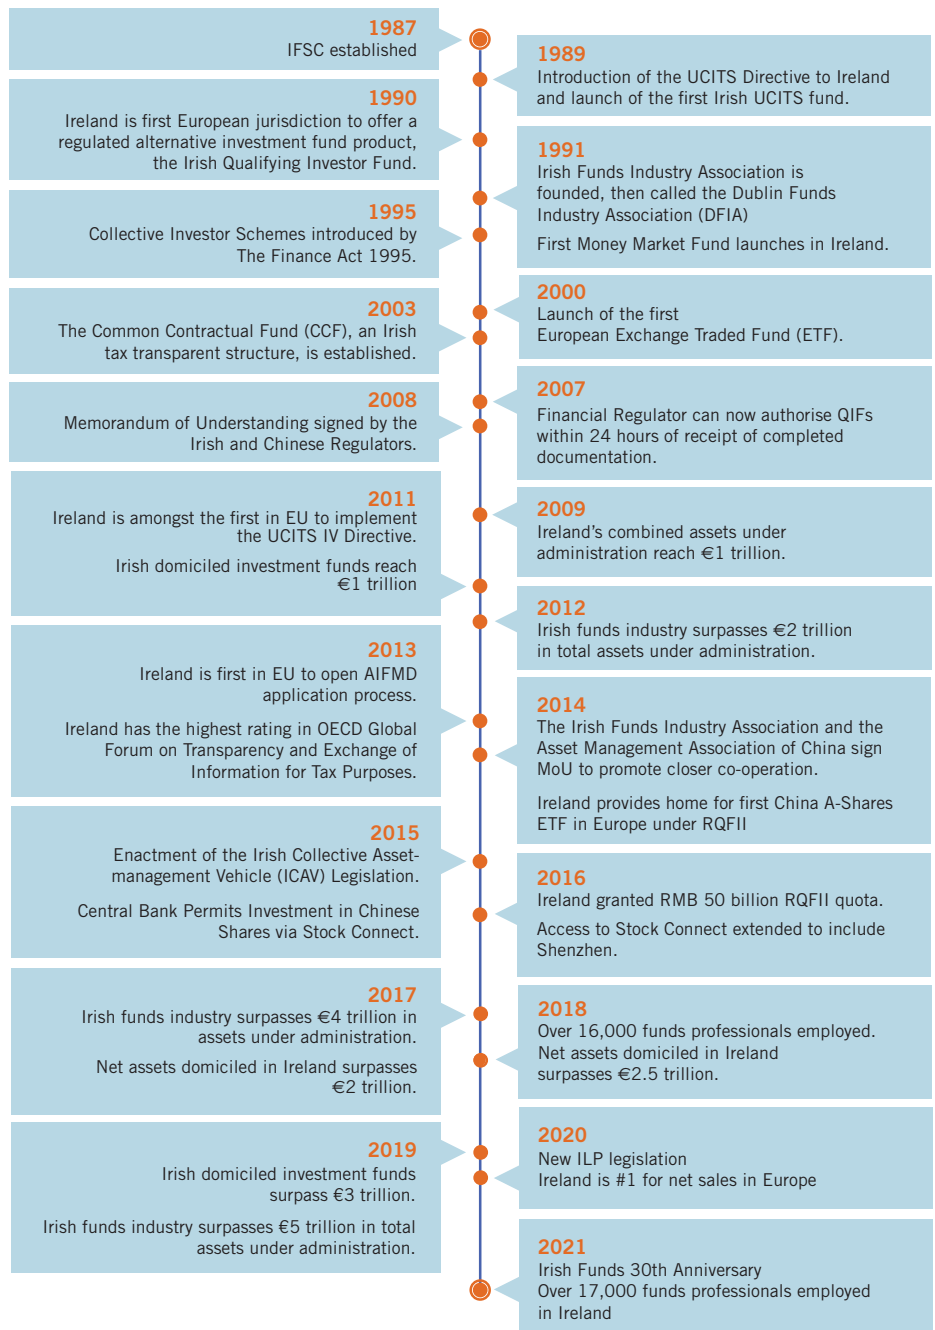 1987
IFSC established
1989
Introduction of the UCITS Directive to Ireland
and launch of the first Irish UCITS fund.
1990
Ireland is first European jurisdiction to offer a
regulated alternative investment fund product,
the Irish Qualifying Investor Fund.
1991
Irish Funds Industry Association is
founded, then called the Dublin Funds
Industry Association (DFIA)
First Money Market Fund launches in Ireland.
1995
Collective Investor Schemes introduced by
The Finance Act 1995.
2000
Launch of the first
European Exchange Traded Fund (ETF).
2003
The Common Contractual Fund (CCF), an Irish
tax transparent structure, is established.
2007
Financial Regulator can now authorise QIFs
within 24 hours of receipt of completed
documentation.
2008
Memorandum of Understanding signed by the
Irish and Chinese Regulators.
2009
Ireland's combined assets under
administration reach €1 trillion.
2011
Ireland is amongst the first in EU to implement
the UCITS IV Directive.
Irish domiciled investment funds reach
€1 trillion
2012
Irish funds industry surpasses €2 trillion
in total assets under administration.
2013
Ireland is first in EU to open AIFMD
application process.
Ireland has the highest rating in OECD Global
Forum on Transparency and Exchange of
Information for Tax Purposes.
2014
The Irish Funds Industry Association and the
Asset Management Association of China sign
MoU to promote closer co-operation.
Ireland provides home for first China A-Shares
ETF in Europe under RQFII
2015
Enactment of the Irish Collective Asset-
management Vehicle (ICAV) Legislation.
Central Bank Permits Investment in Chinese
Shares via Stock Connect.
2016
Ireland granted RMB 50 billion RQFII quota.
Access to Stock Connect extended to include
Shenzhen.
2017
Irish funds industry surpasses €4 trillion in
assets under administration.
Net assets domiciled in Ireland surpasses
€2 trillion.
2018
Over 16,000 funds professionals employed.
Net assets domiciled in Ireland
surpasses €2.5 trillion.
2019
Irish domiciled investment funds
surpass €3 trillion.
Irish funds industry surpasses €5 trillion in total
assets under administration.
2020
New ILP legislation
Ireland is #1 for net sales in Europe
2021
Irish Funds 30th Anniversary
Over 17,000 funds professionals employed
in Ireland